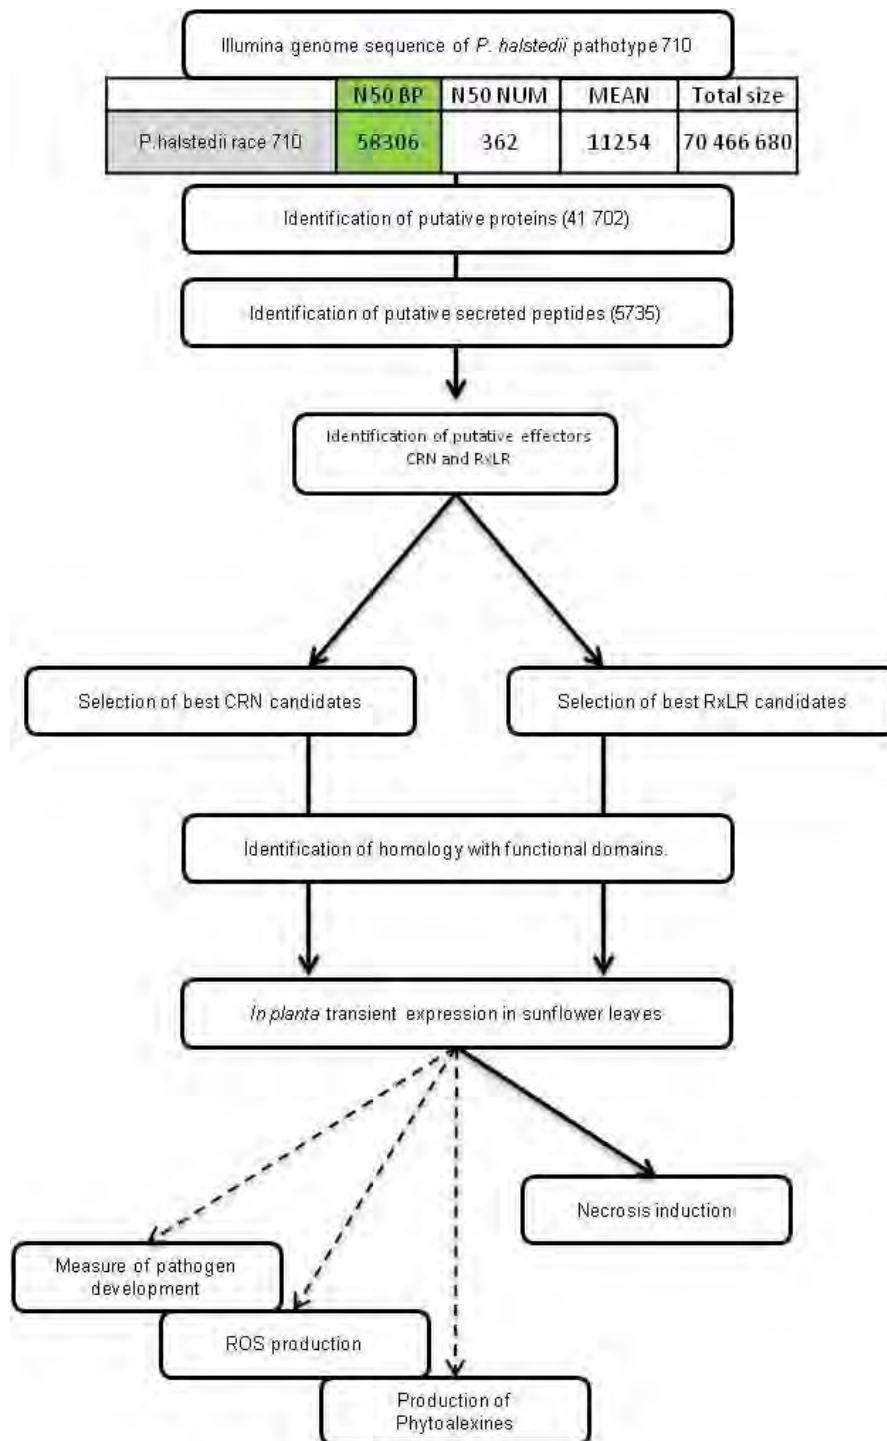 Illumina genome sequence of P. halstedii pathotype 710
N50 BP N50 NUM MEAN Total size
P.halstedii race 710 58306 362 11254 70 466 680
Identification of putative proteins (41 702)
Identification of putative secreted peptides (5735)
Identification of putative effectors
CRN and RxLR
Selection of best CRN candidates
Selection of best RxLR candidates
Identification of homology with functional domains.
In planta transient expression in sunflower leaves
Necrosis induction
Measure of pathogen
development
ROS production
Production of
Phytoalexines